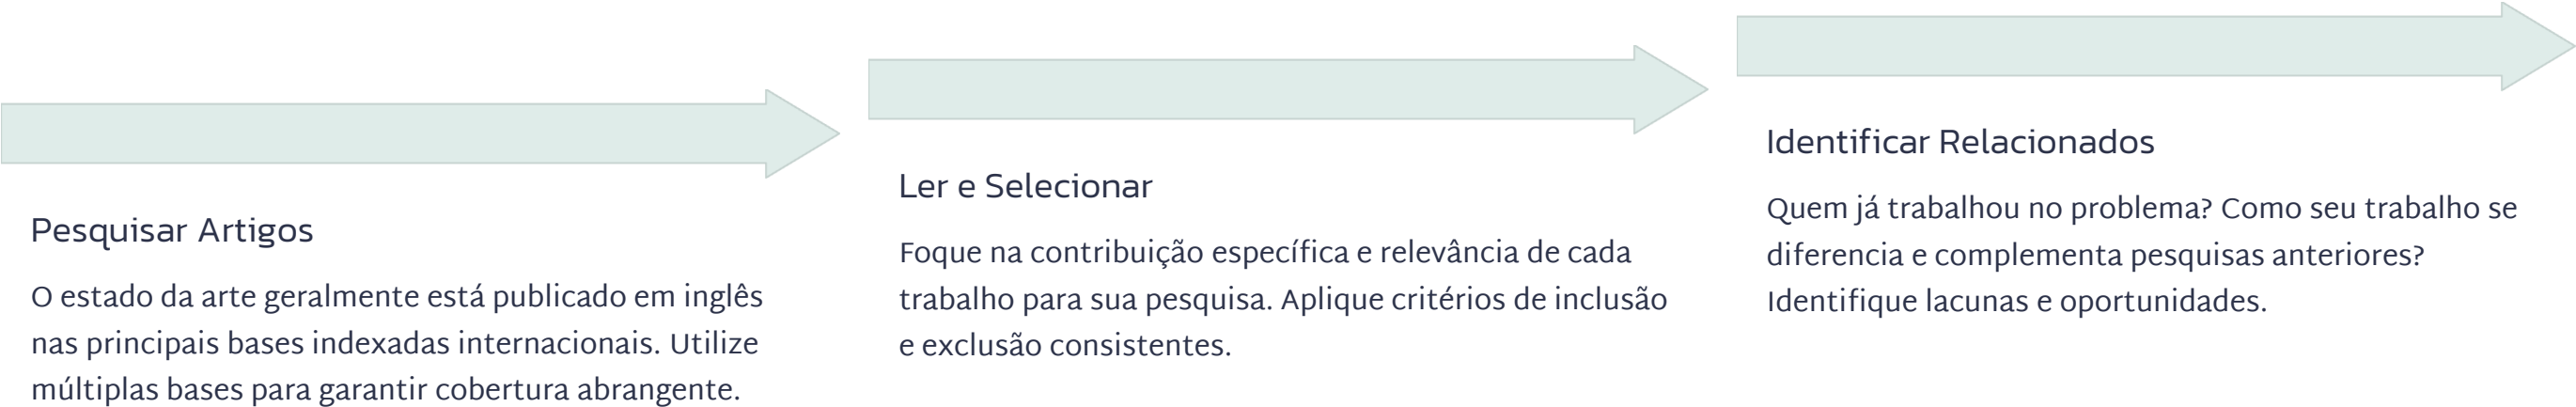 Pesquisar Artigos
O estado da arte geralmente está publicado em inglês
nas principais bases indexadas internacionais. Utilize
múltiplas bases para garantir cobertura abrangente.
Ler e Selecionar
Foque na contribuição específica e relevância de cada
trabalho para sua pesquisa. Aplique critérios de inclusão
e exclusão consistentes.
Identificar Relacionados
Quem já trabalhou no problema? Como seu trabalho se
diferencia e complementa pesquisas anteriores?
Identifique lacunas e oportunidades.